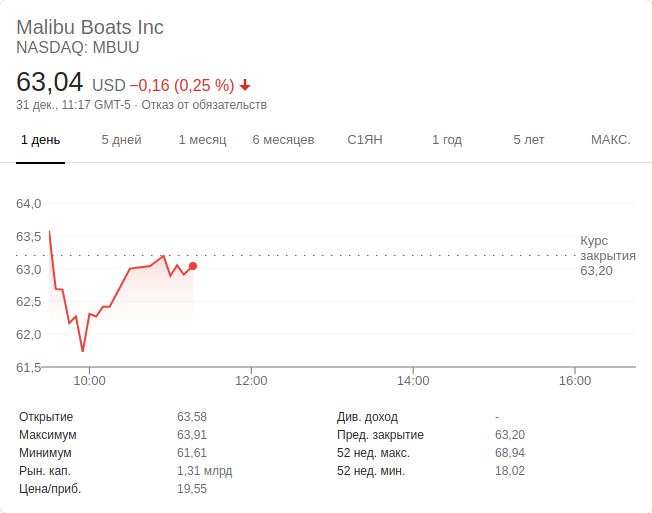 Malibu Boats Inc
NASDAQ: MBUU
63,04 USD −0,16 (0,25 %)
31 дек., 11:17 GMT-5 · Отказ от обязательств
1 день 5 дней 1 месяц 6 месяцев С1ЯН 1 год 5 лет МАКС.
64,0
63,5
63,0
62,5
62,0
61,5
Курс
закрытия
63,20
10:00 12:00 14:00 16:00
Открытие 63,58 Див. доход -
Максимум 63,91 Пред. закрытие 63,20
Минимум 61,61 52 нед. макс. 68,94
Рын. кап. 1,31 млрд 52 нед. мин. 18,02
Цена/приб. 19,55